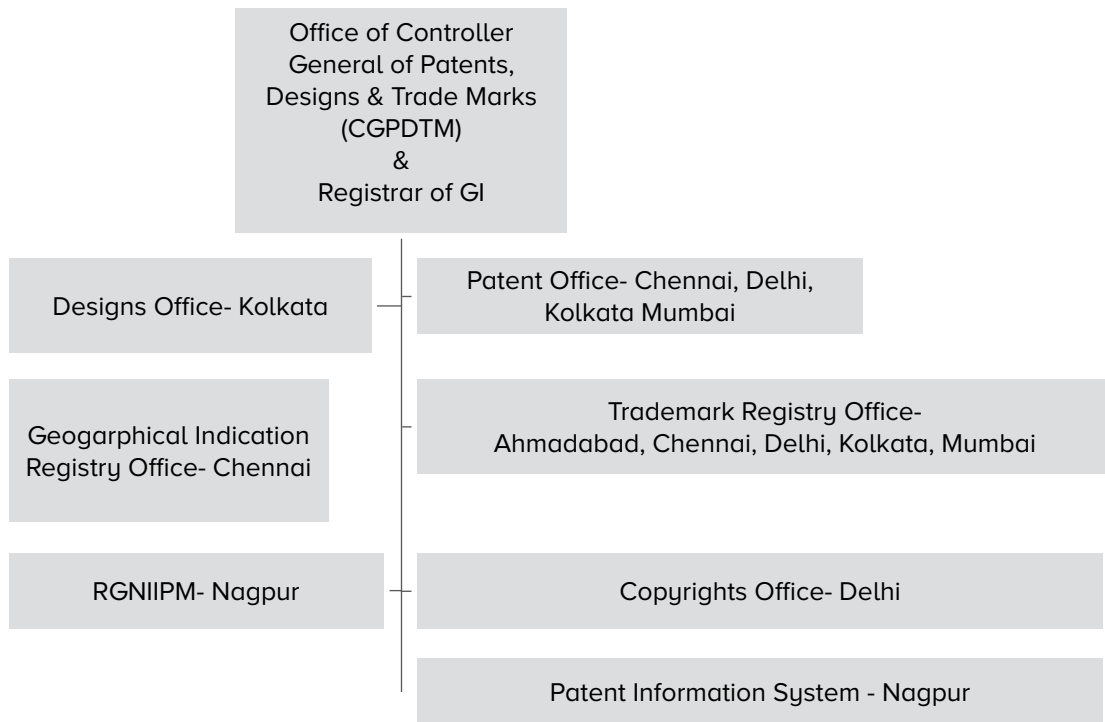 Office of Controller
General of Patents,
Designs & Trade Marks
(CGPDTM)
&
Registrar of GI
Designs Office- Kolkata
Patent Office- Chennai, Delhi,
Kolkata Mumbai
Geogarphical Indication
Registry Office- Chennai
Trademark Registry Office-
Ahmadabad, Chennai, Delhi, Kolkata, Mumbai
RGNIIPM- Nagpur
Copyrights Office- Delhi
Patent Information System - Nagpur